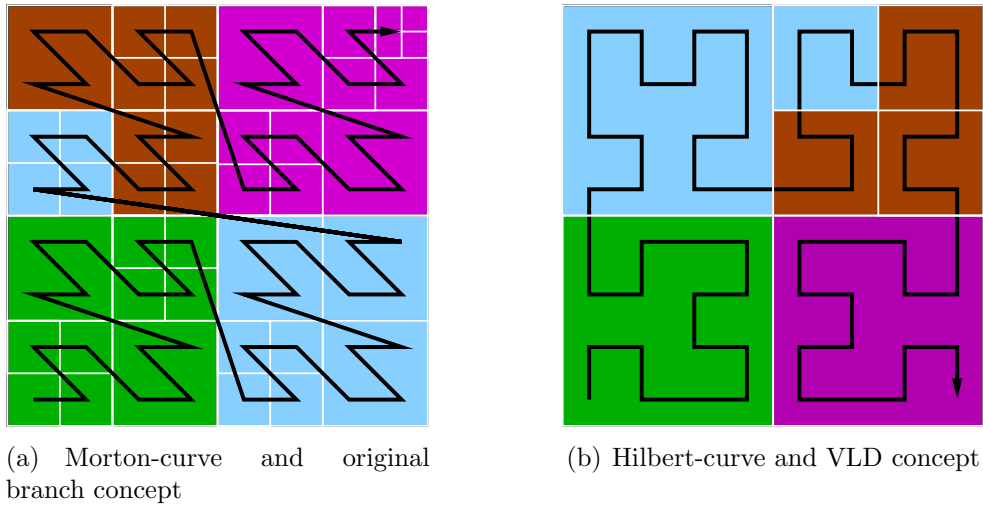 (a) Morton-curve and original
branch concept
(b) Hilbert-curve and VLD concept